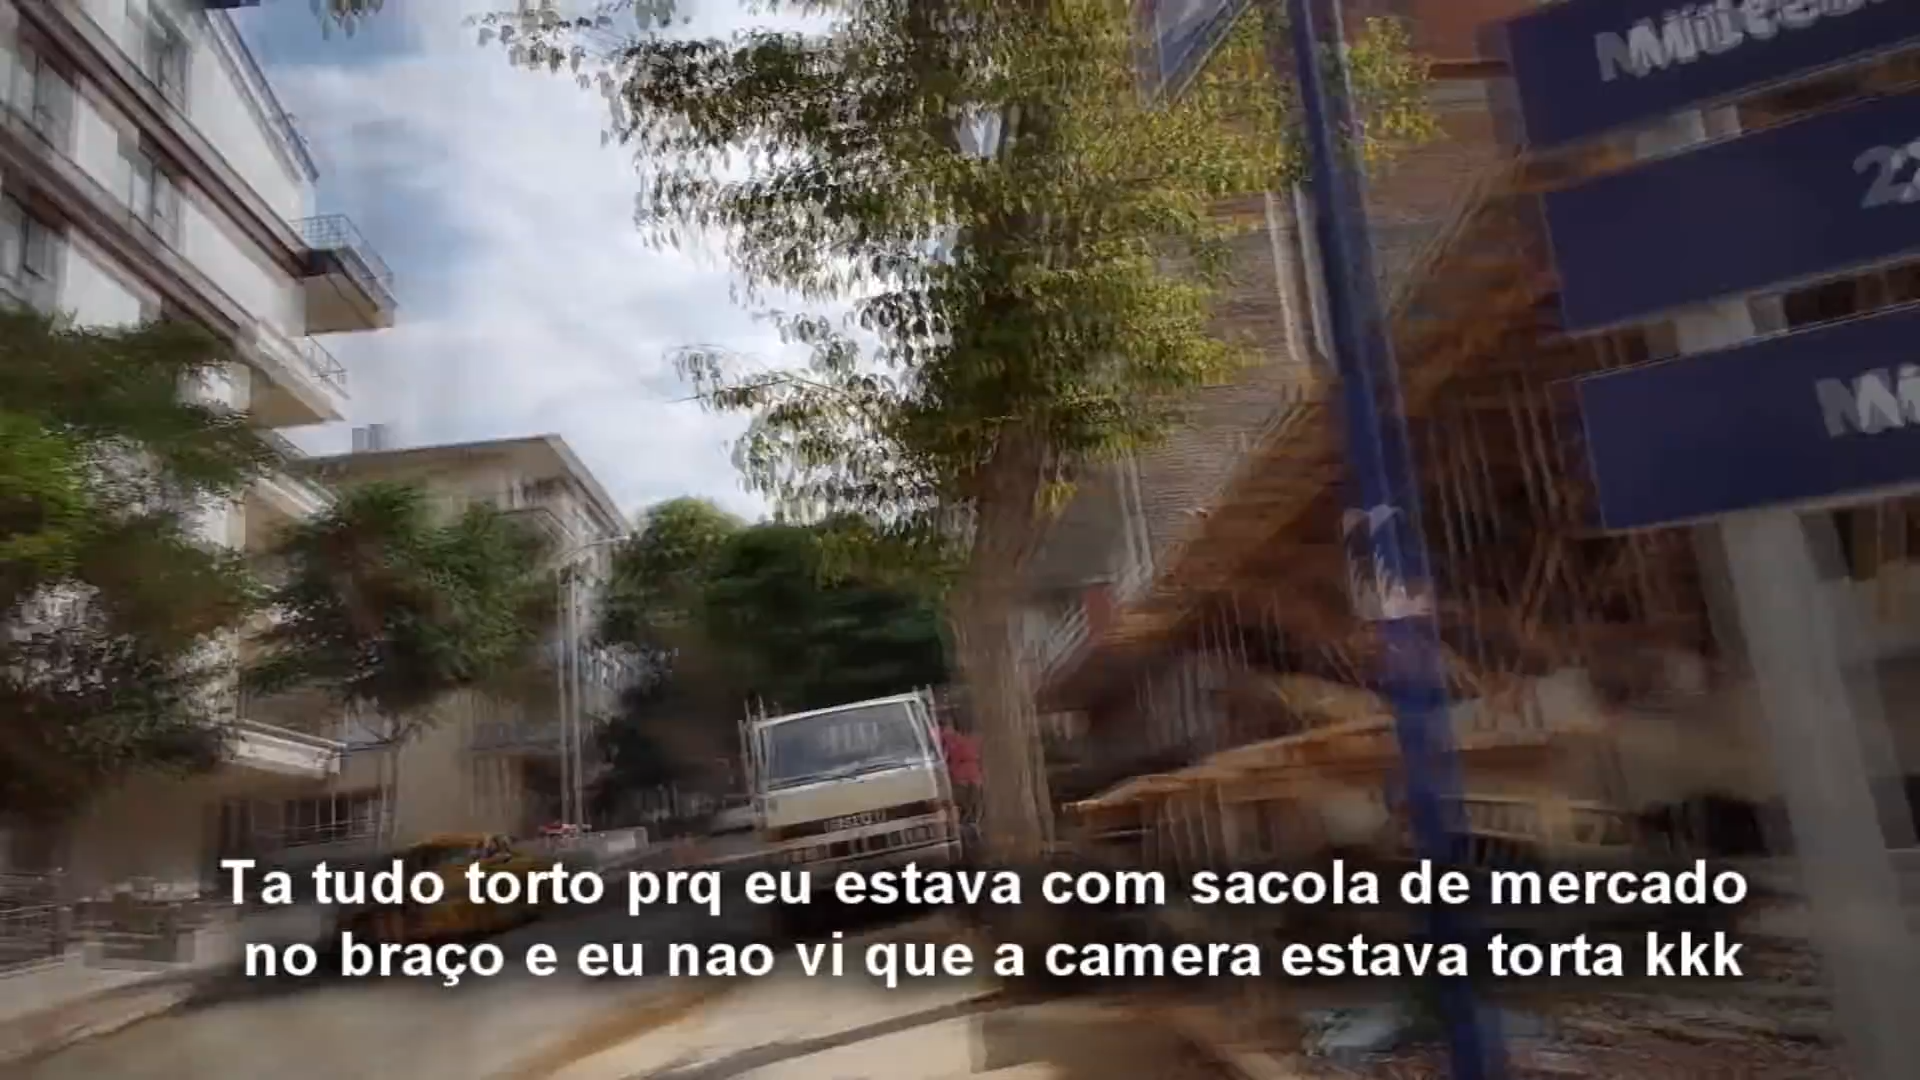 22
Ta tudo torto prq eu estava com sacola de mercado
no braço e eu nao vi que a camera estava torta kkk